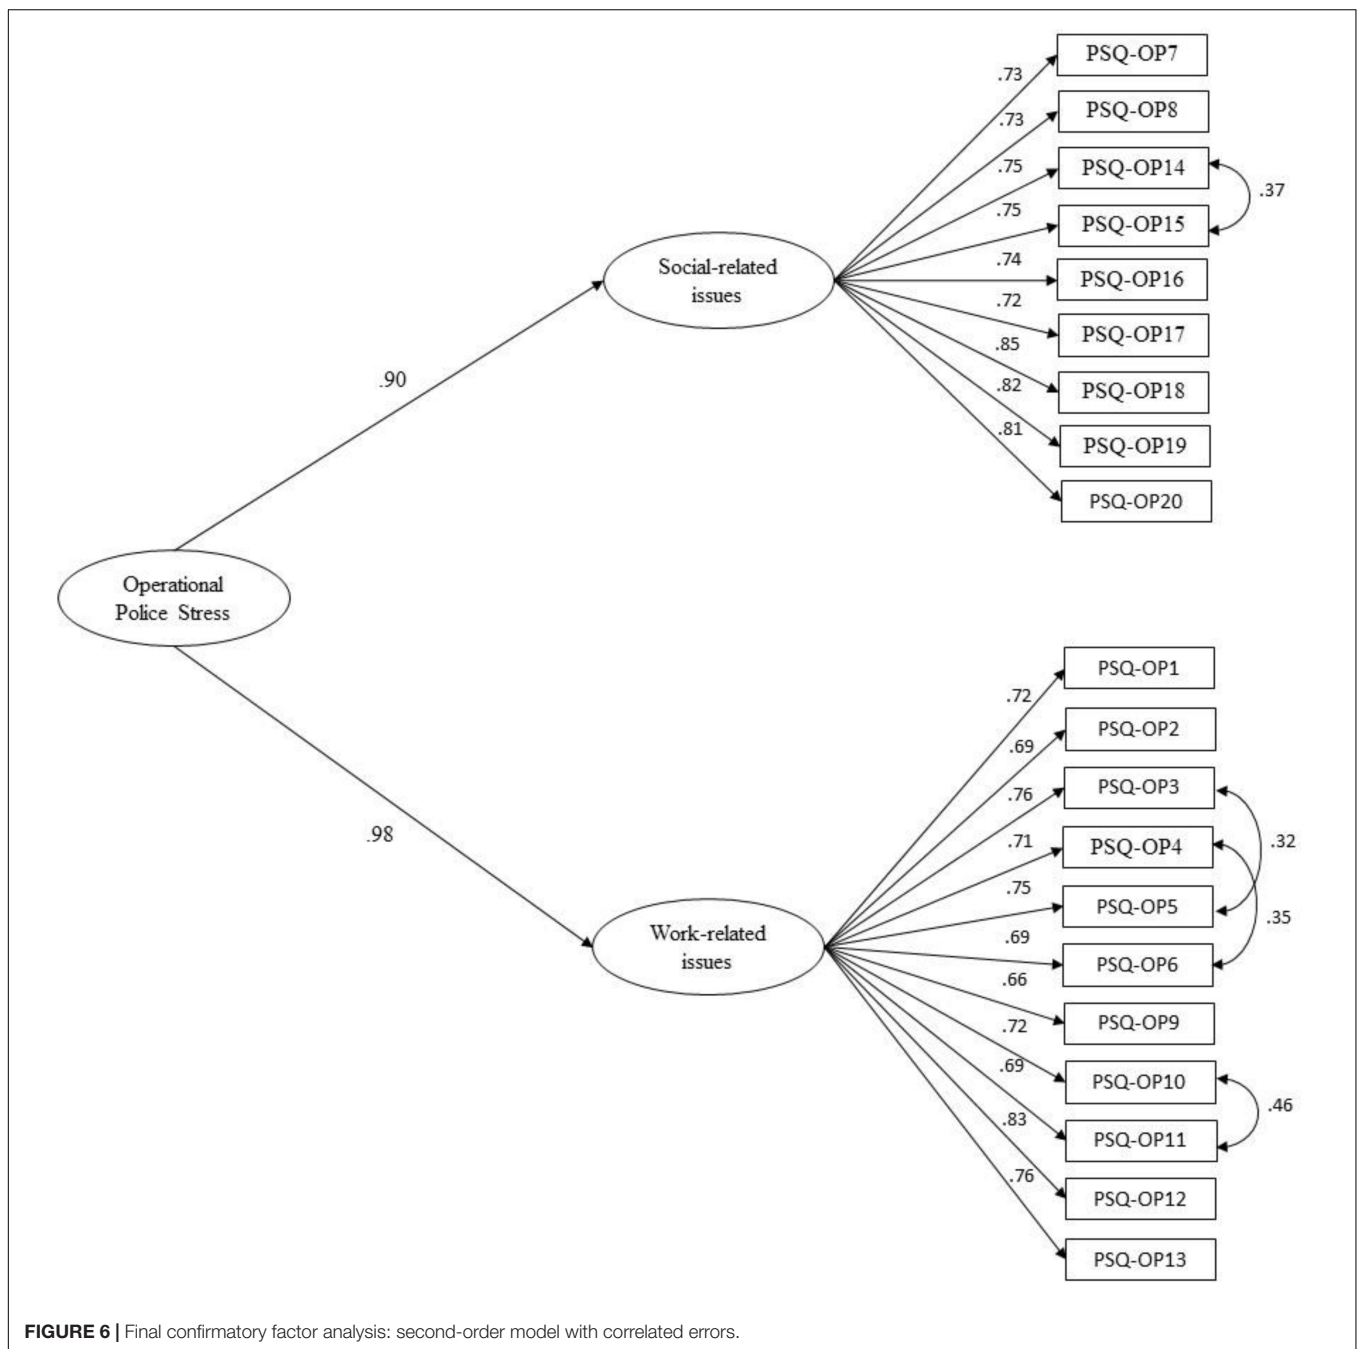 .73
PSQ-OP7
.73
PSQ-OP8
.75
PSQ-OP14
.37
.75
PSQ-OP15
.74
PSQ-OP16
.72
PSQ-OP17
.85
PSQ-OP18
.82
PSQ-OP19
.81
PSQ-OP20
Social-related
issues
.90
Operational
Police Stress
.98
Work-related
issues
.72
PSQ-OP1
.69
PSQ-OP2
.76
PSQ-OP3
.32
.71
PSQ-OP4
.75
PSQ-OP5
.35
.69
PSQ-OP6
.66
PSQ-OP9
.72
PSQ-OP10
.46
.69
PSQ-OP11
.83
PSQ-OP12
.76
PSQ-OP13
FIGURE 6 | Final confirmatory factor analysis: second-order model with correlated errors.